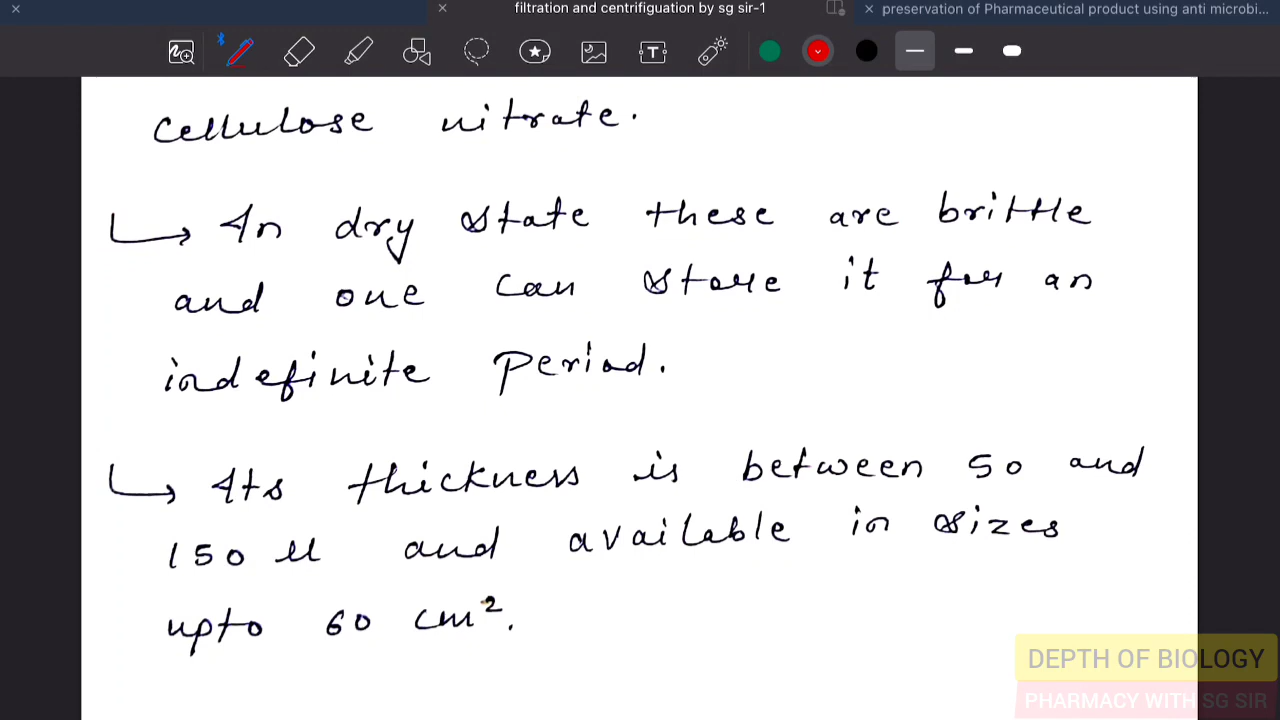 filtration and centrifiguation by sg sir-1
preservation of Pharmaceutical product using anti microbi...
cellulose nitrate.
In dry state these are brittle
and one can store it for an
indefinite period.
Its thickness is between 50 and
150 μ and available in sizes
upto 60 cm².
DEPTH OF BIOLOGY
PHARMACY WITH SG SIR